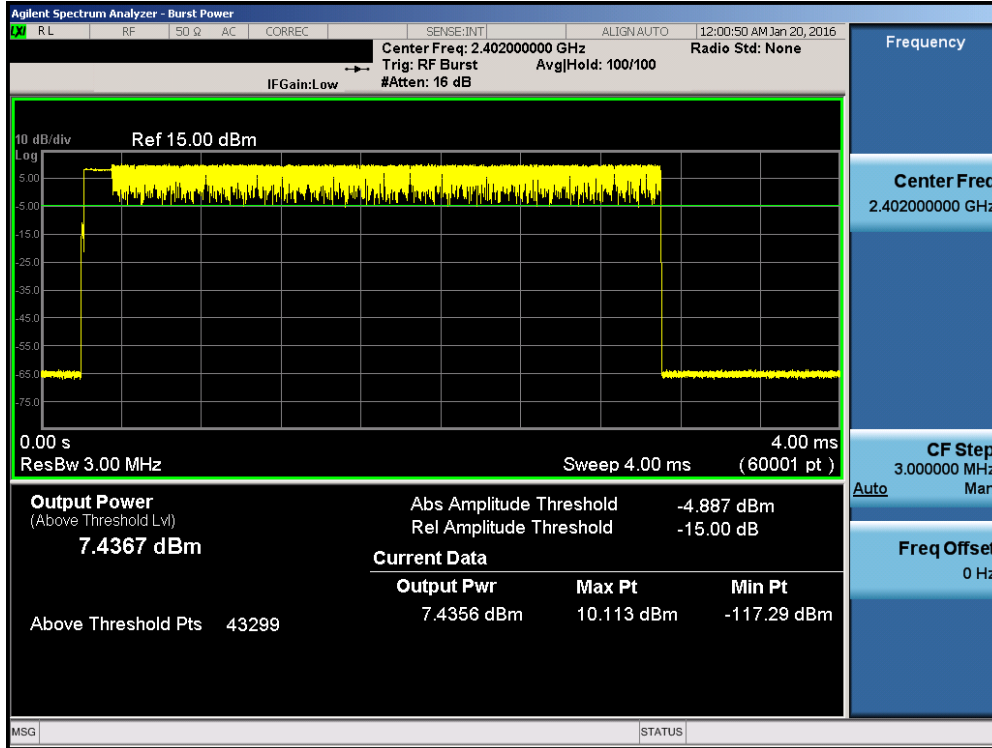 Agilent Spectrum Analyzer - Burst Power
LXI RL RF 50 Ω AC CORREC SENSE:INT ALIGN AUTO 12:00:50 AM Jan 20, 2016
Center Freq: 2.402000000 GHz Radio Std: None
Trig: RF Burst Avg|Hold: 100/100
IFGain:Low #Atten: 16 dB
10 dB/div Ref 15.00 dBm
Log
5.00
-5.00
-15.0
-25.0
-35.0
-45.0
-55.0
-65.0
-75.0
0.00 s 4.00 ms
ResBw 3.00 MHz Sweep 4.00 ms (60001 pt)
Output Power
(Above Threshold Lvl)
7.4367 dBm
Above Threshold Pts 43299
Abs Amplitude Threshold -4.887 dBm
Rel Amplitude Threshold -15.00 dB
Current Data
Output Pwr Max Pt Min Pt
7.4356 dBm 10.113 dBm -117.29 dBm
MSG STATUS
Frequency
Center Freq
2.402000000 GHz
CF Step
3.000000 MHz
Auto Man
Freq Offset
0 Hz